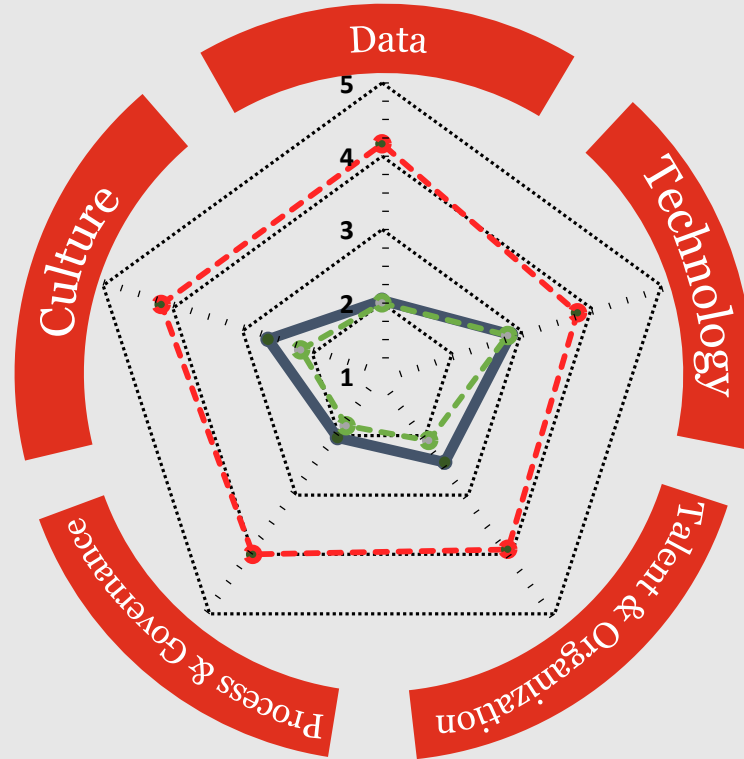 Data
Technology
Talent & Organization
Process & Governance
Culture
5
4
3
2
1